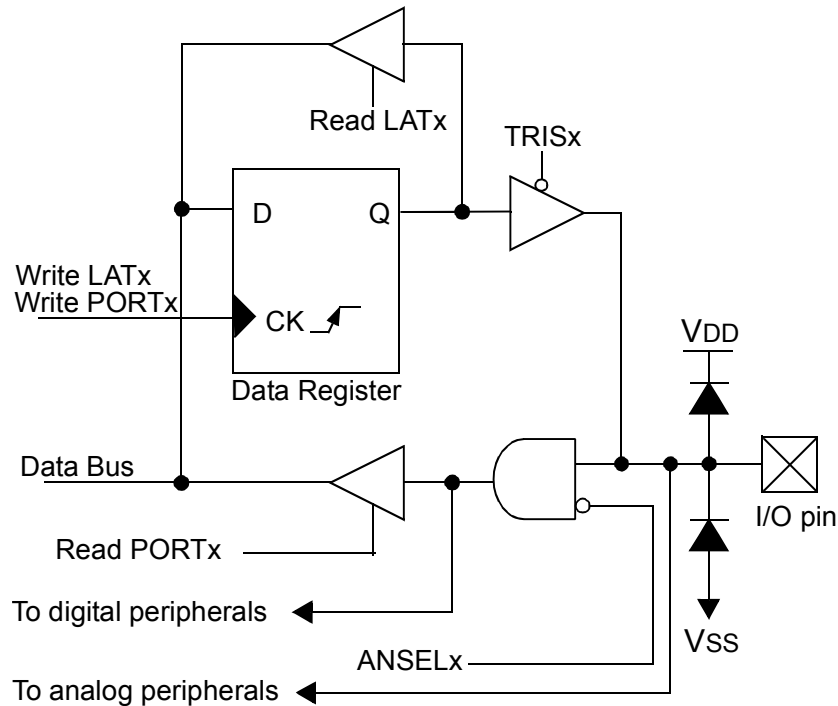 Read LATx
TRISx
D
Q
Write LATx
Write PORTx
CK
Data Register
VDD
Data Bus
I/O pin
Read PORTx
To digital peripherals
VSS
ANSELx
To analog peripherals